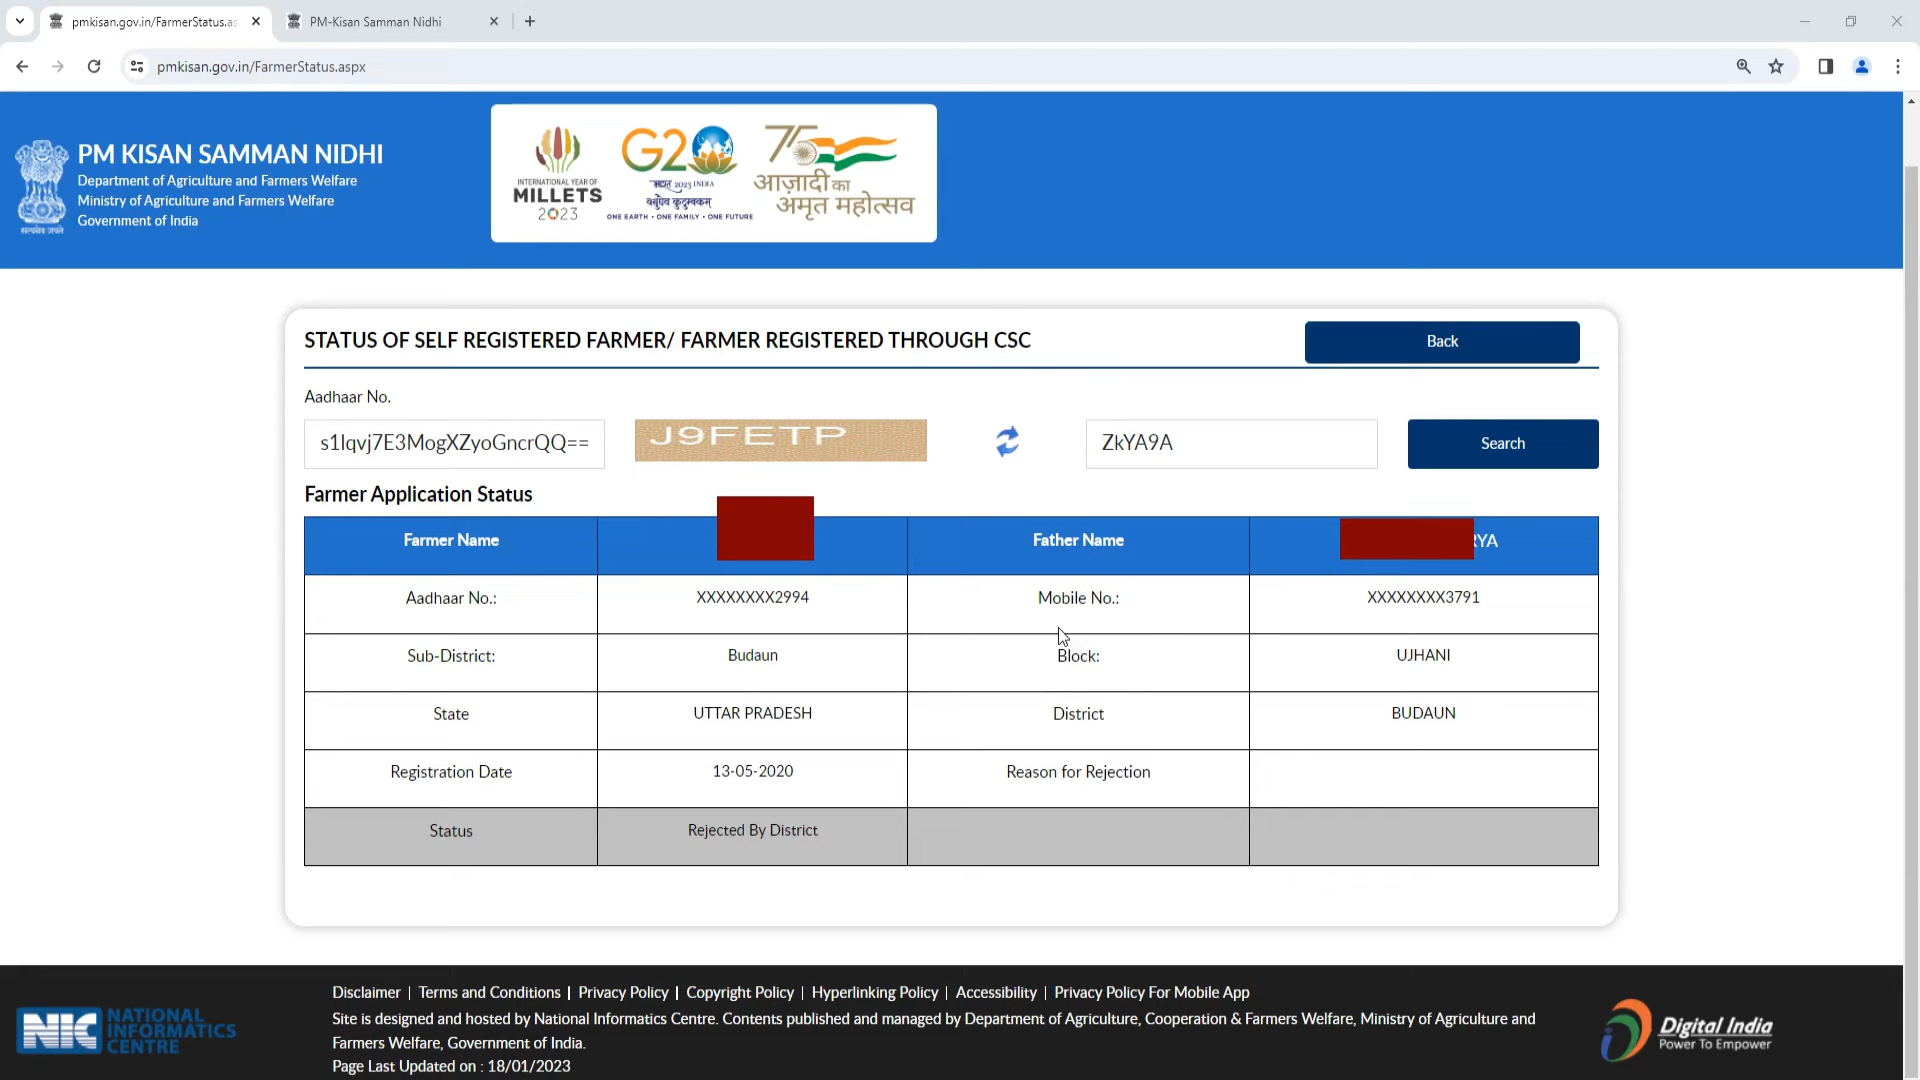 pmkisan.gov.in/FarmerStatus.as
PM-Kisan Samman Nidhi
pmkisan.gov.in/FarmerStatus.aspx
सत्यमेव जयते
PM KISAN SAMMAN NIDHI
Department of Agriculture and Farmers Welfare
Ministry of Agriculture and Farmers Welfare
Government of India
INTERNATIONAL YEAR OF
MILLETS
2023
G20
भारत 2023 INDIA
वसुधैव कुटुम्बकम्
ONE EARTH • ONE FAMILY • ONE FUTURE
75
आज़ादी का
अमृत महोत्सव
STATUS OF SELF REGISTERED FARMER/ FARMER REGISTERED THROUGH CSC
Back
Aadhaar No.
s1lqvj7E3MogXZyoGncrQQ== J9FETP ZkYA9A Search
Farmer Application Status
Farmer Name Father Name RYA
Aadhaar No.: XXXXXXXX2994 Mobile No.: XXXXXXXX3791
Sub-District: Budaun Block: UJHANI
State UTTAR PRADESH District BUDAUN
Registration Date 13-05-2020 Reason for Rejection
Status Rejected By District
Disclaimer | Terms and Conditions | Privacy Policy | Copyright Policy | Hyperlinking Policy | Accessibility | Privacy Policy For Mobile App
Site is designed and hosted by National Informatics Centre. Contents published and managed by Department of Agriculture, Cooperation & Farmers Welfare, Ministry of Agriculture and
Farmers Welfare, Government of India.
Page Last Updated on : 18/01/2023
NIC NATIONAL
INFORMATICS
CENTRE
Digital India
Power To Empower